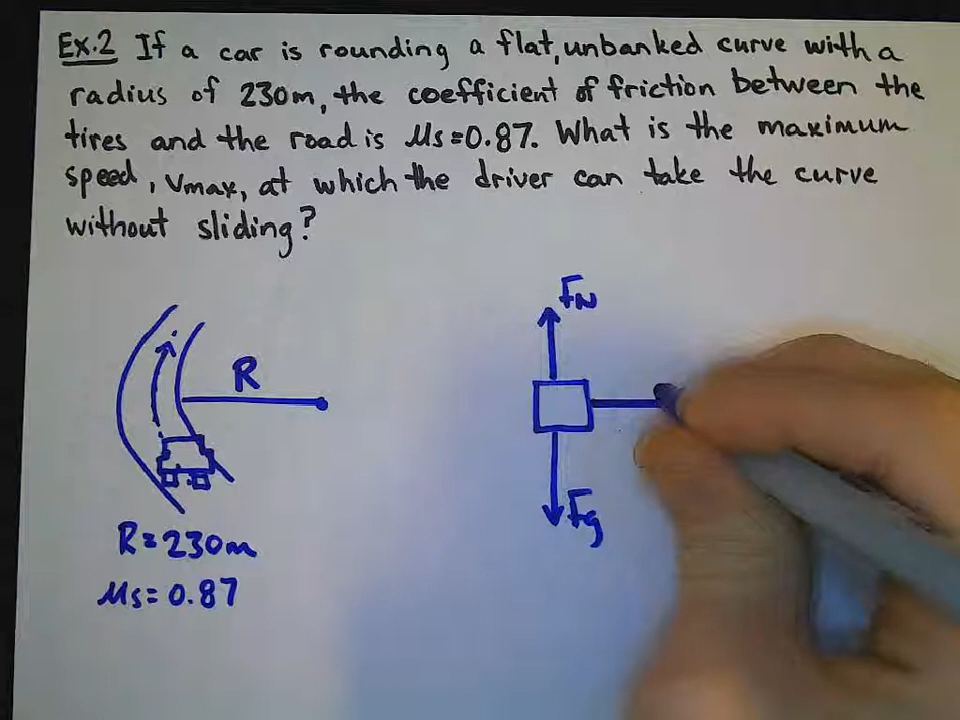 Ex.2 If a car is rounding a flat, unbanked curve with a
radius of 230m, the coefficient of friction between the
tires and the road is μs=0.87. What is the maximum
speed, vmax, at which the driver can take the curve
without sliding?
FN
R
Fg
R=230m
μs=0.87